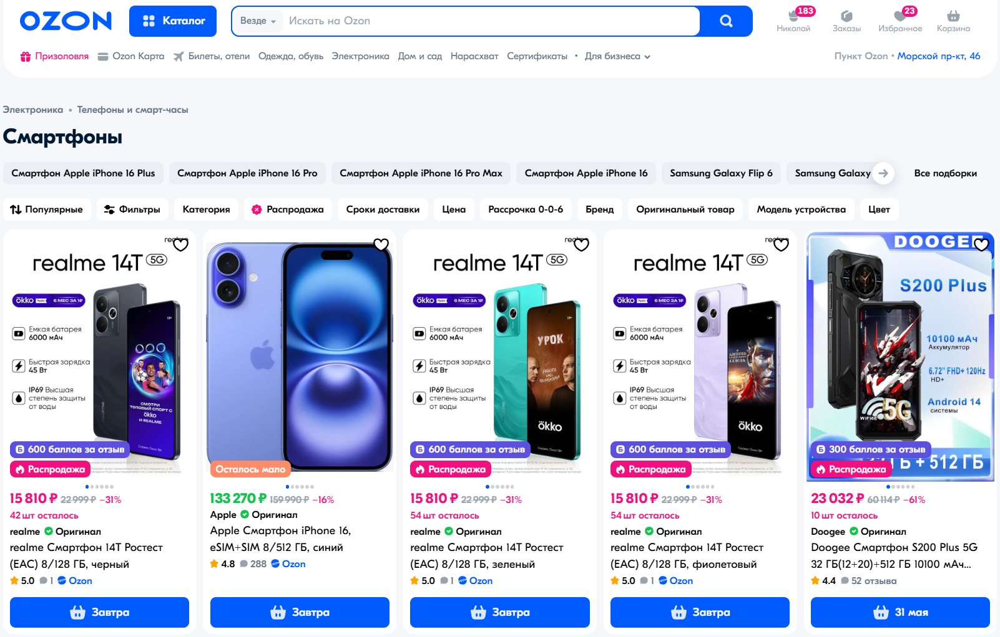 OZON
Каталог
Везде
Искать на Ozon
183
Николай
Заказы
23
Избранное
Корзина
Призоловля
Ozon Карта
Билеты, отели
Одежда, обувь
Электроника
Дом и сад
Нарасхват
Сертификаты
• Для бизнеса
Пункт Ozon • Морской пр-кт, 46
Электроника • Телефоны и смарт-часы
Смартфоны
Смартфон Apple iPhone 16 Plus
Смартфон Apple iPhone 16 Pro
Смартфон Apple iPhone 16 Pro Max
Смартфон Apple iPhone 16
Samsung Galaxy Flip 6
Samsung Galaxy
Все подборки
Популярные
Фильтры
Категория
Распродажа
Сроки доставки
Цена
Рассрочка 0-0-6
Бренд
Оригинальный товар
Модель устройства
Цвет
realme 14T 5G
ökko 6 МЕС ЗА 1₽
Емкая батарея
6000 мАч
Быстрая зарядка
45 Вт
IP69 Высшая
степень защиты
от воды
realme
СМОТРИ
ТОПОВЫЙ СПОРТ С
ökko
И REALME
600 баллов за отзыв
Распродажа
15 810 ₽ 22 999 ₽ −31%
42 шт осталось
realme Оригинал
realme Смартфон 14T Ростест
(EAC) 8/128 ГБ, черный
5.0 1 Ozon
Завтра
Осталось мало
133 270 ₽ 159 990 ₽ −16%
Apple Оригинал
Apple Смартфон iPhone 16,
eSIM+SIM 8/512 ГБ, синий
4.8 288 Ozon
Завтра
realme 14T 5G
ökko 6 МЕС ЗА 1₽
Емкая батарея
6000 мАч
Быстрая зарядка
45 Вт
IP69 Высшая
степень защиты
от воды
realme
УРОК
РАБОТА
НАД
ОШИБКАМИ
ökko
600 баллов за отзыв
Распродажа
15 810 ₽ 22 999 ₽ −31%
54 шт осталось
realme Оригинал
realme Смартфон 14T Ростест
(EAC) 8/128 ГБ, зеленый
5.0 1 Ozon
Завтра
realme 14T 5G
ökko 6 МЕС ЗА 1₽
Емкая батарея
6000 мАч
Быстрая зарядка
45 Вт
IP69 Высшая
степень защиты
от воды
ЛЮБОВЬ
СОВЕТСКОГО
СОЮЗА
ökko
600 баллов за отзыв
Распродажа
15 810 ₽ 22 999 ₽ −31%
54 шт осталось
realme Оригинал
realme Смартфон 14T Ростест
(EAC) 8/128 ГБ, фиолетовый
5.0 1 Ozon
Завтра
DOOGEE
S200 Plus
10100 мАч
Аккумулятор
6.72" FHD+ 120Hz
HD+
Android 14
системы
WiFi6E 5G
300 баллов за отзыв
Распродажа
ГБ + 512 ГБ
23 032 ₽ 60 114 ₽ −61%
10 шт осталось
Doogee Оригинал
Doogee Смартфон S200 Plus 5G
32 ГБ(12+20)+512 ГБ 10100 мАч...
4.4 52 отзыва
31 мая